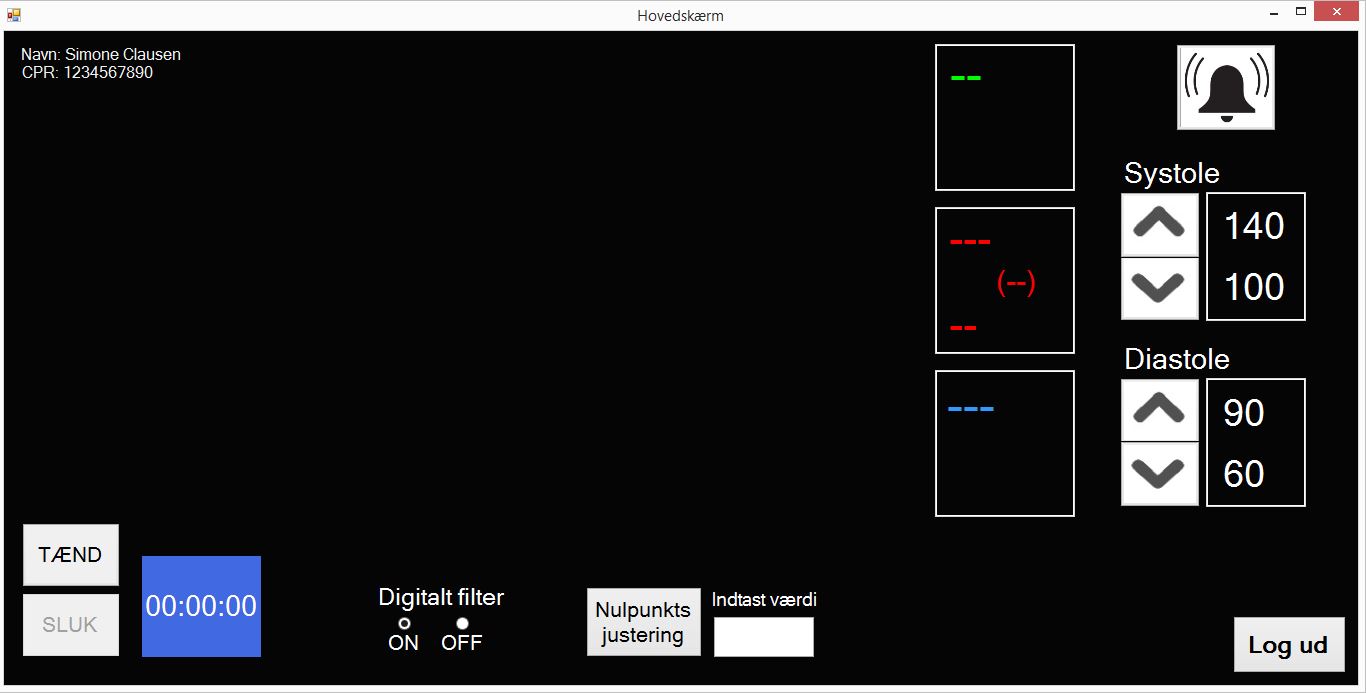 Hovedskærm
Navn: Simone Clausen
CPR: 1234567890
--
---
(--)
--
---
Systole
140
100
Diastole
90
60
TÆND
SLUK
00:00:00
Digitalt filter
ON OFF
Nulpunkts
justering
Indtast værdi
Log ud